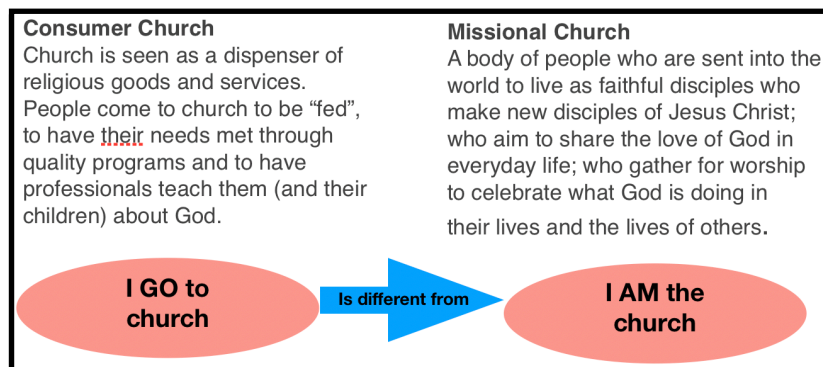 Consumer Church
Church is seen as a dispenser of
religious goods and services.
People come to church to be “fed”,
to have their needs met through
quality programs and to have
professionals teach them (and their
children) about God.
Missional Church
A body of people who are sent into the
world to live as faithful disciples who
make new disciples of Jesus Christ;
who aim to share the love of God in
everyday life; who gather for worship
to celebrate what God is doing in
their lives and the lives of others.
I GO to
church
Is different from
I AM the
church